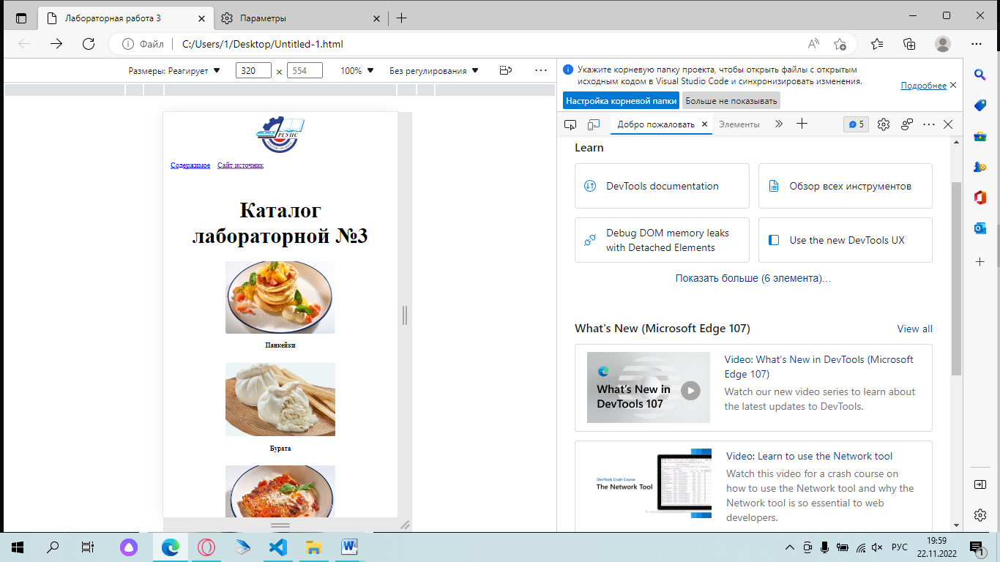 Лабораторная работа 3
Параметры
Файл
C:/Users/1/Desktop/Untitled-1.html
Размеры: Реагирует
320
×
554
100%
Без регулирования
Содержимое
Сайт источник
Каталог
лабораторной №3
Панкейки
Бурата
Укажите корневую папку проекта, чтобы открыть файлы с открытым
исходным кодом в Visual Studio Code и синхронизировать изменения.
Подробнее
Настройка корневой папки
Больше не показывать
Добро пожаловать
Элементы
5
Learn
DevTools documentation
Обзор всех инструментов
Debug DOM memory leaks
with Detached Elements
Use the new DevTools UX
Показать больше (6 элемента)...
What's New (Microsoft Edge 107)
View all
What's New in
DevTools 107
Video: What's New in DevTools (Microsoft
Edge 107)
Watch our new video series to learn about
the latest updates to DevTools.
DevTools Crash Course
The Network Tool
Video: Learn to use the Network tool
Watch this video for a crash course on
how to use the Network tool and why the
Network tool is so essential to web
developers.
РУС
19:59
22.11.2022
1